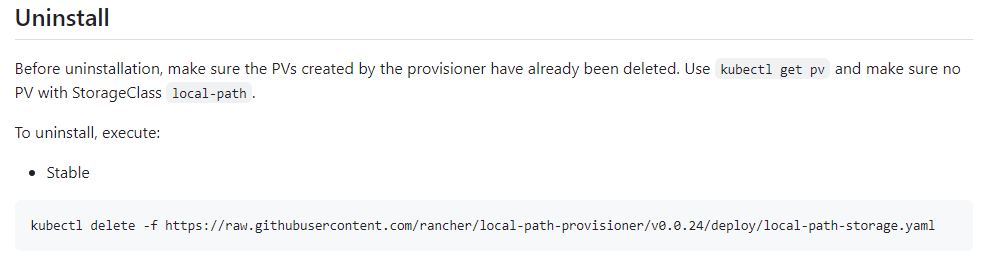 Uninstall
Before uninstallation, make sure the PVs created by the provisioner have already been deleted. Use kubectl get pv and make sure no
PV with StorageClass local-path .
To uninstall, execute:
• Stable
kubectl delete -f https://raw.githubusercontent.com/rancher/local-path-provisioner/v0.0.24/deploy/local-path-storage.yaml